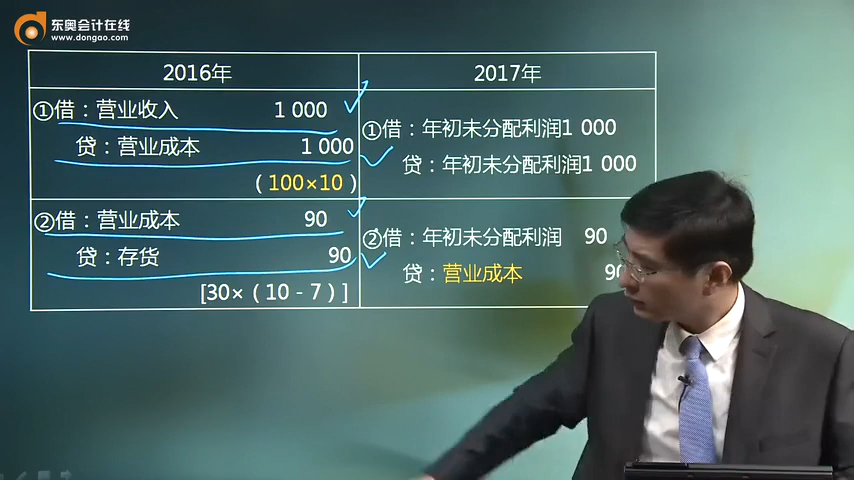 东奥会计在线
www.dongao.com
2016年
2017年
①借：营业收入 1 000
贷：营业成本 1 000
（100×10）
①借：年初未分配利润1 000
贷：年初未分配利润1 000
②借：营业成本 90
贷：存货 90
[30×（10－7）]
②借：年初未分配利润 90
贷：营业成本 90